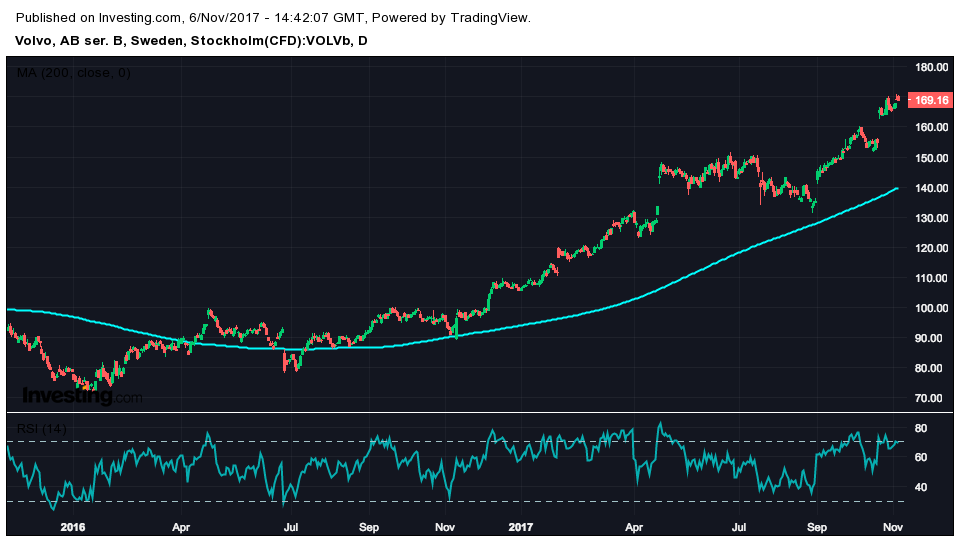 Published on Investing.com, 6/Nov/2017 - 14:42:07 GMT, Powered by TradingView.
Volvo, AB ser. B, Sweden, Stockholm(CFD):VOLVb, D
MA (200, close, 0)
180.00
169.16
160.00
150.00
140.00
130.00
120.00
110.00
100.00
90.00
80.00
70.00
Investing.com
RSI (14)
80
60
40
2016 Apr Jul Sep Nov 2017 Apr Jul Sep Nov